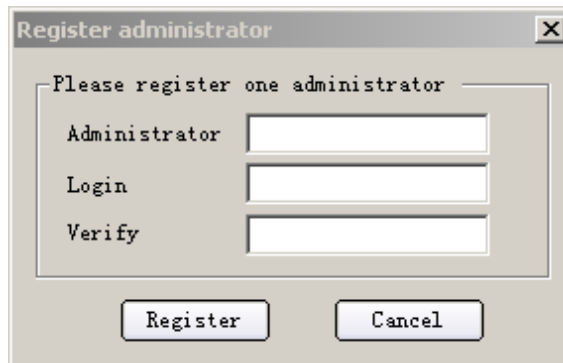 Register administrator
Please register one administrator
Administrator
Login
Verify
Register Cancel